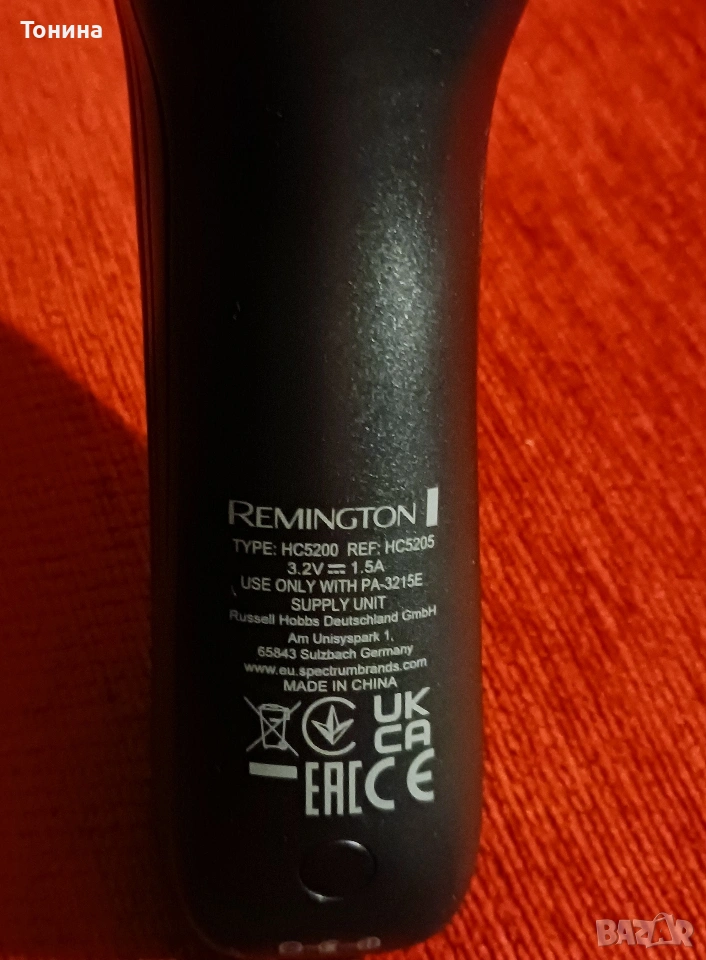 Тонина
REMINGTON
TYPE: HC5200 REF: HC5205
3.2V ⎓ 1.5A
USE ONLY WITH PA-3215E
SUPPLY UNIT
Russell Hobbs Deutschland GmbH
Am Unisyspark 1,
65843 Sulzbach Germany
www.eu.spectrumbrands.com
MADE IN CHINA
UK
CA
EAC CE
BAZAR